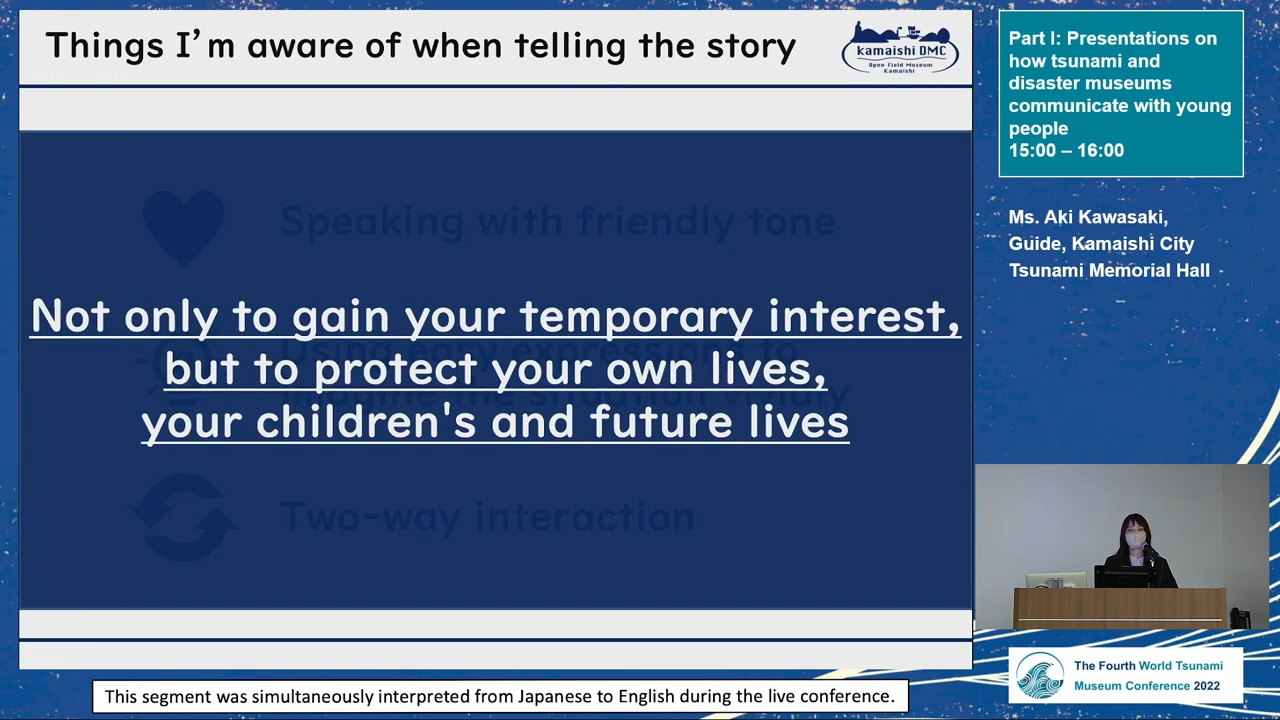 Things I’m aware of when telling the story
kamaishi DMC
Open Field Museum
Kamaishi
Speaking with friendly tone
Not only to gain your temporary interest,
but to protect your own lives,
your children's and future lives
Two-way interaction
Part I: Presentations on
how tsunami and
disaster museums
communicate with young
people
15:00 – 16:00
Ms. Aki Kawasaki,
Guide, Kamaishi City
Tsunami Memorial Hall
The Fourth World Tsunami
Museum Conference 2022
This segment was simultaneously interpreted from Japanese to English during the live conference.